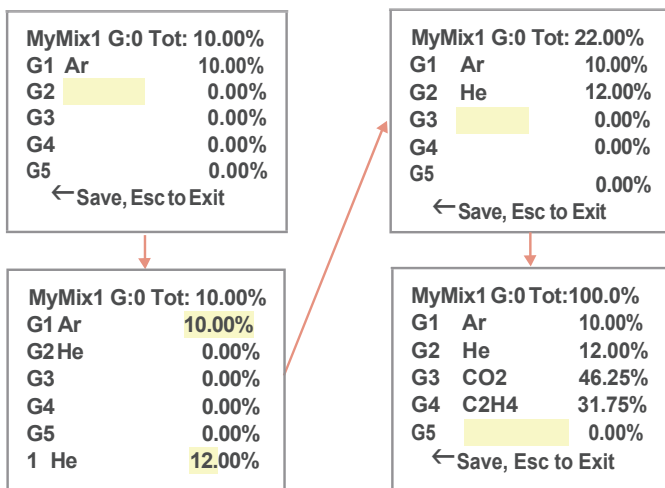 MyMix1 G:0 Tot: 10.00%
G1 Ar 10.00%
G2 0.00%
G3 0.00%
G4 0.00%
G5 0.00%
←Save, Esc to Exit
MyMix1 G:0 Tot: 10.00%
G1 Ar 10.00%
G2 He 0.00%
G3 0.00%
G4 0.00%
G5 0.00%
1 He 12.00%
MyMix1 G:0 Tot: 22.00%
G1 Ar 10.00%
G2 He 12.00%
G3 0.00%
G4 0.00%
G5 0.00%
←Save, Esc to Exit
MyMix1 G:0 Tot:100.0%
G1 Ar 10.00%
G2 He 12.00%
G3 CO2 46.25%
G4 C2H4 31.75%
G5 0.00%
←Save, Esc to Exit